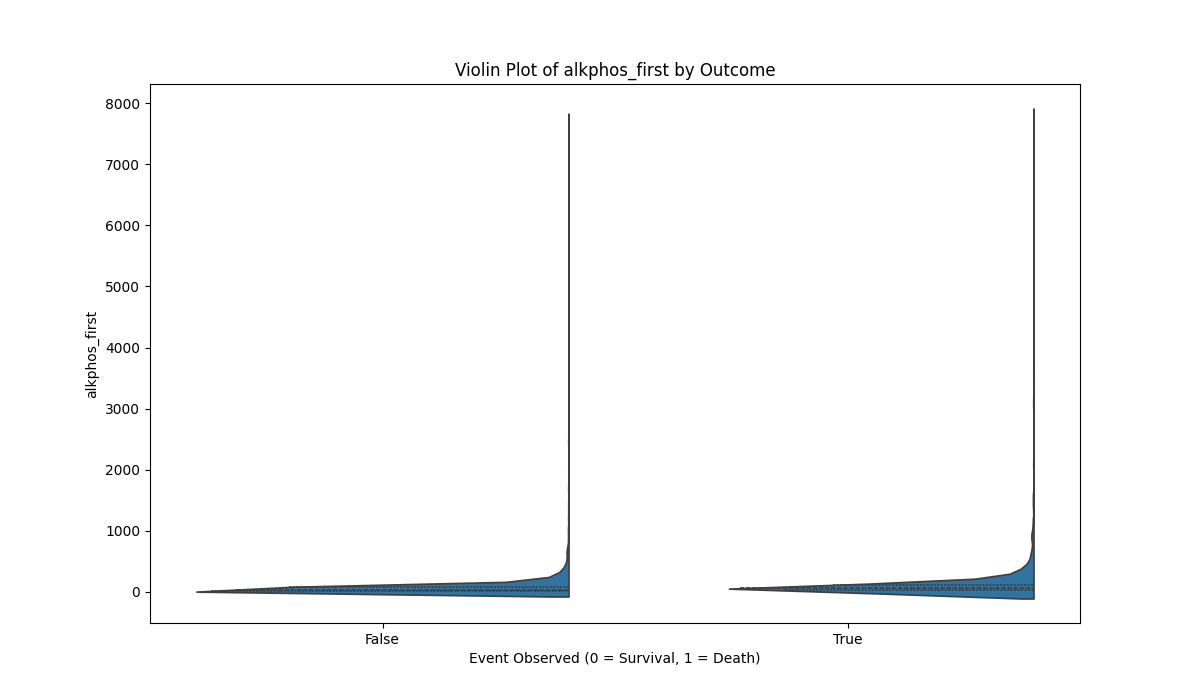 Violin Plot of alkphos_first by Outcome
8000
7000
6000
5000
4000
3000
2000
1000
0
alkphos_first
False
True
Event Observed (0 = Survival, 1 = Death)